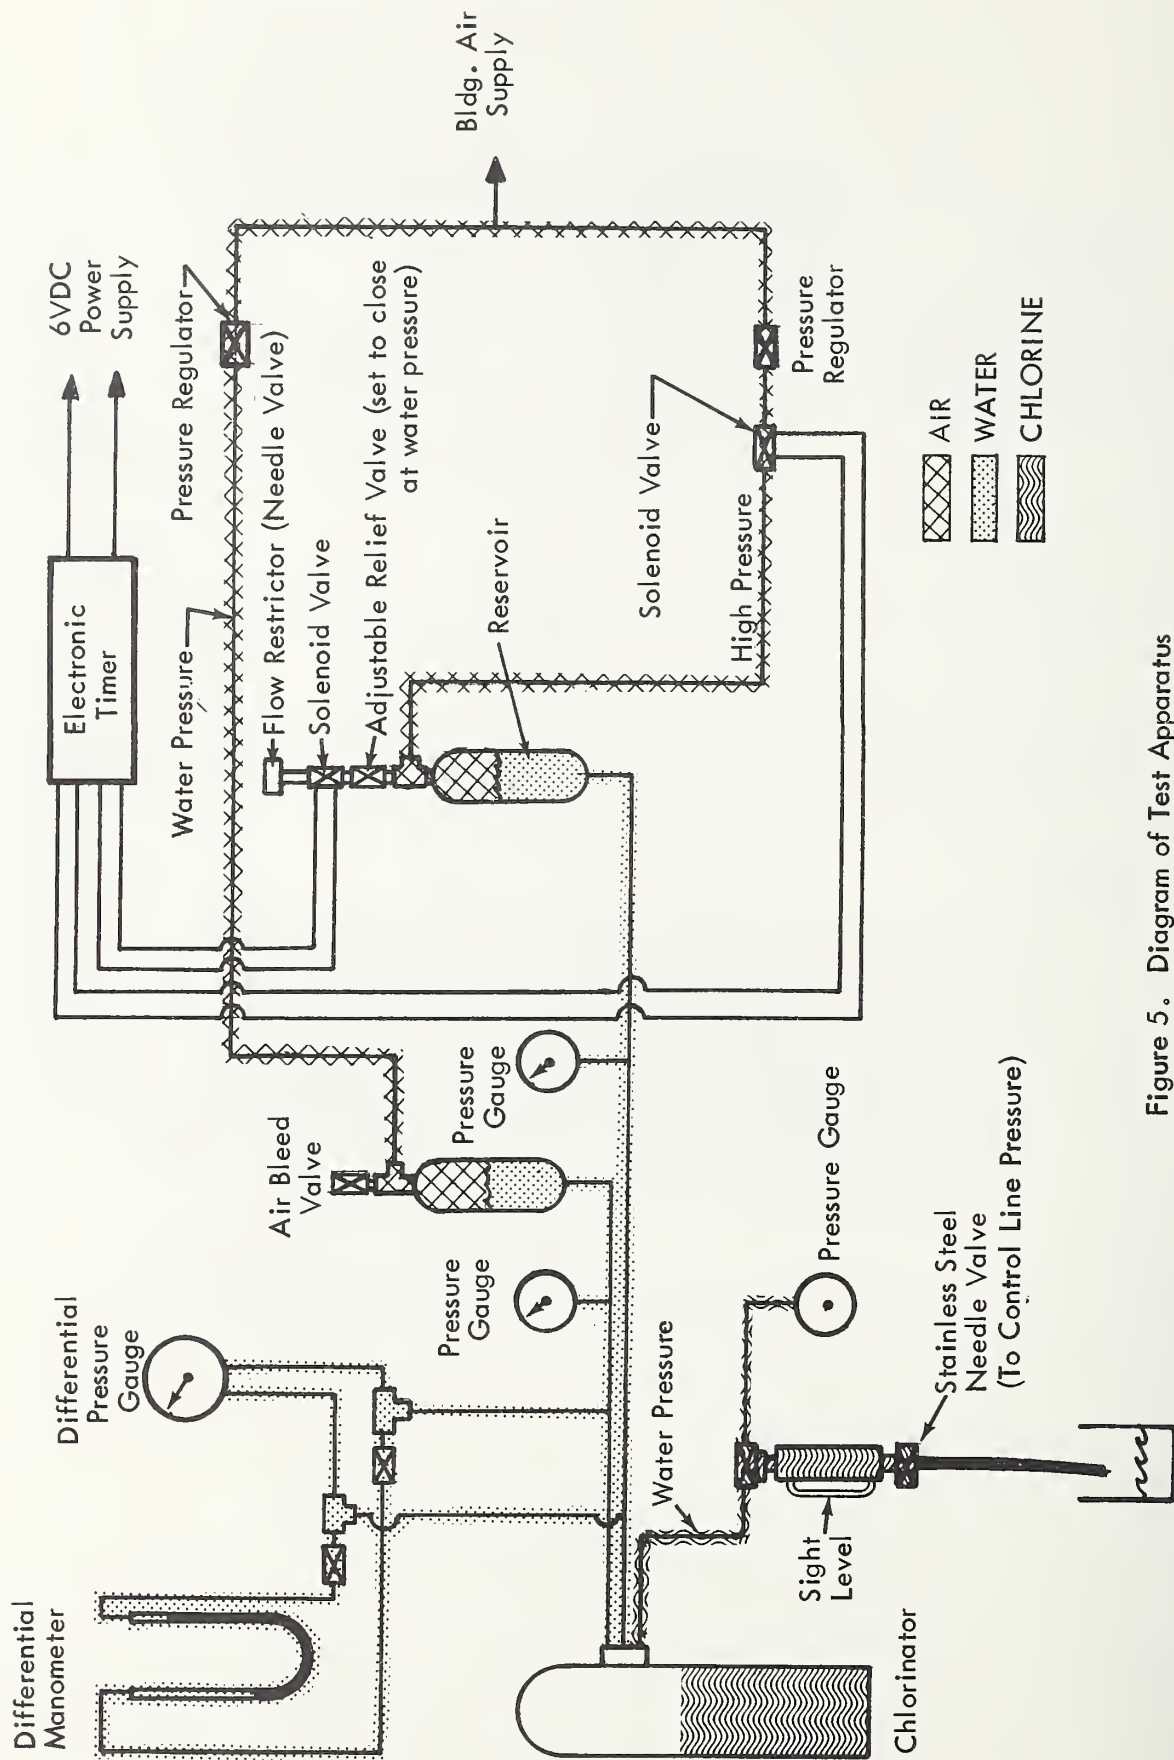 Differential
Manometer
Differential
Pressure
Gauge
Air Bleed
Valve
Pressure
Gauge
Pressure
Gauge
Water Pressure
Electronic
Timer
6VDC
Power
Supply
Pressure Regulator
Flow Restrictor (Needle Valve)
Solenoid Valve
Adjustable Relief Valve (set to close
at water pressure)
Reservoir
Bldg. Air
Supply
Solenoid Valve
High Pressure
Pressure
Regulator
Chlorinator
Water Pressure
Sight
Level
Pressure Gauge
Stainless Steel
Needle Valve
(To Control Line Pressure)
AIR
WATER
CHLORINE
Figure 5. Diagram of Test Apparatus